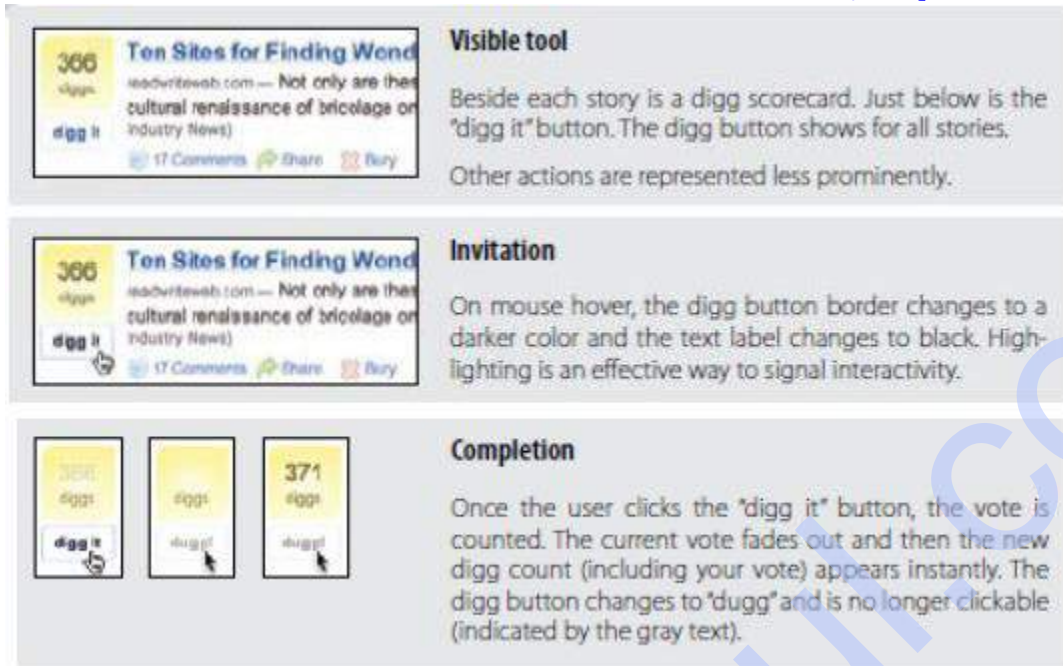 366
diggs
digg it
Ten Sites for Finding Wond
readwriteweb.com — Not only are thes
cultural renaissance of bricolage on
Industry News)
17 Comments Share Bury
Visible tool
Beside each story is a digg scorecard. Just below is the
"digg it" button. The digg button shows for all stories.
Other actions are represented less prominently.
366
diggs
digg it
Ten Sites for Finding Wond
readwriteweb.com — Not only are thes
cultural renaissance of bricolage on
Industry News)
17 Comments Share Bury
Invitation
On mouse hover, the digg button border changes to a
darker color and the text label changes to black. High-
lighting is an effective way to signal interactivity.
366
diggs
digg it
diggs
dugg!
371
diggs
dugg!
Completion
Once the user clicks the "digg it" button, the vote is
counted. The current vote fades out and then the new
digg count (including your vote) appears instantly. The
digg button changes to "dugg" and is no longer clickable
(indicated by the gray text).